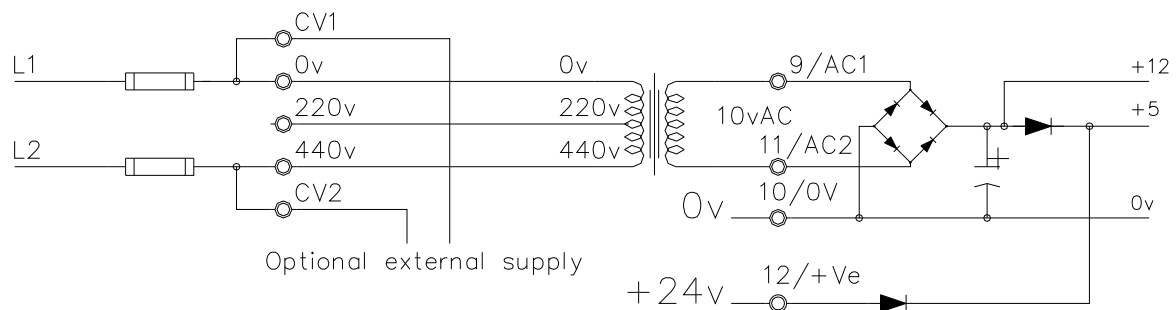 CV1
L1
0v
0v
9/AC1
+12
220v
220v
10vAC
+5
L2
440v
440v
11/AC2
CV2
10/0V
0v
0v
Optional external supply
12/+Ve
+24v
+